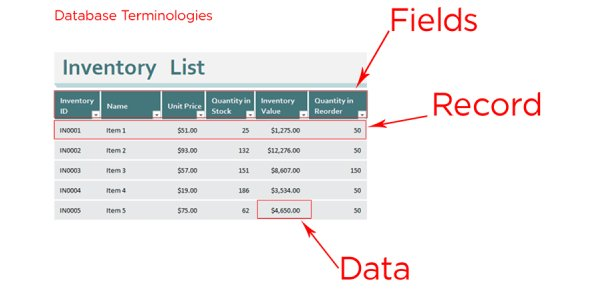 Database Terminologies
Fields
Inventory List
Inventory ID Name Unit Price Quantity in Stock Inventory Value Quantity in Reorder
Record
IN0001 Item 1 $51.00 25 $1,275.00 50
IN0002 Item 2 $93.00 132 $12,276.00 50
IN0003 Item 3 $57.00 151 $8,607.00 150
IN0004 Item 4 $19.00 186 $3,534.00 50
IN0005 Item 5 $75.00 62 $4,650.00 50
Data